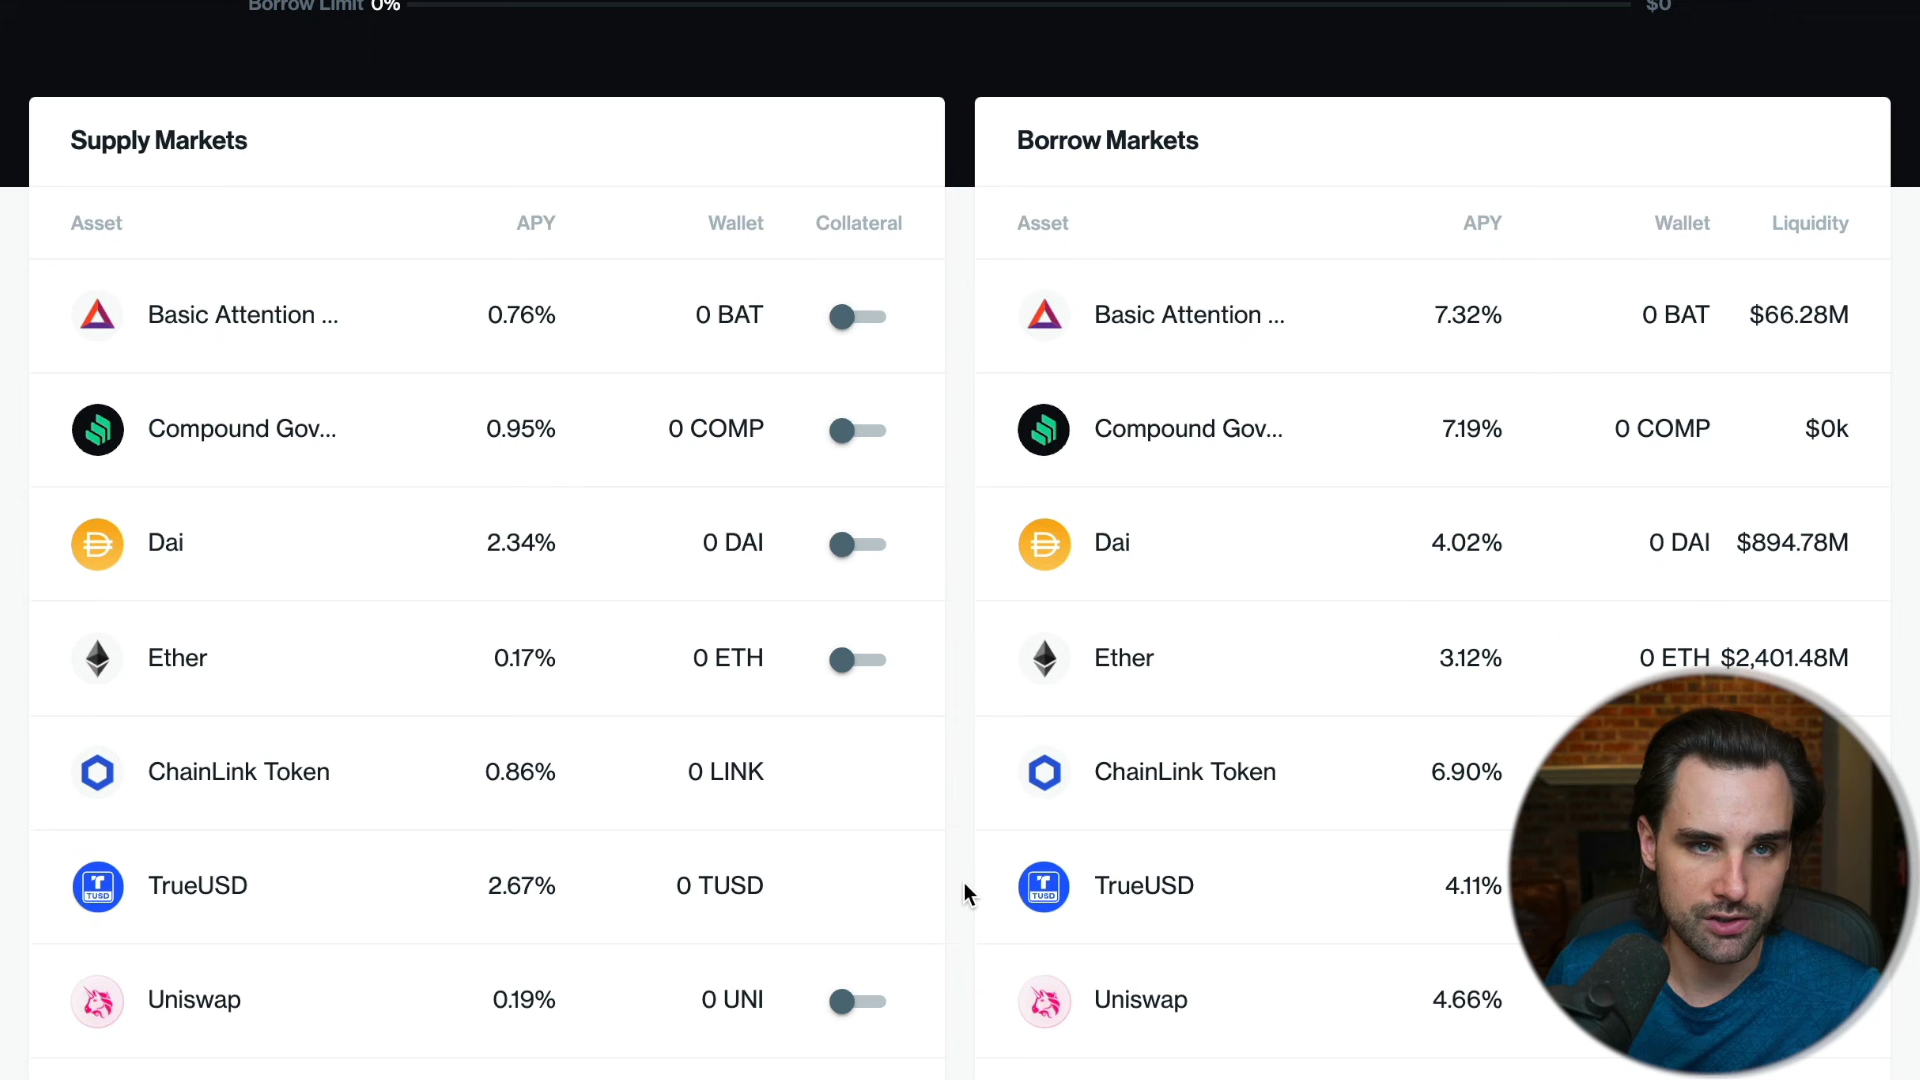 Borrow Limit 0% $0
Supply Markets
Asset APY Wallet Collateral
Basic Attention ... 0.76% 0 BAT
Compound Gov... 0.95% 0 COMP
Dai 2.34% 0 DAI
Ether 0.17% 0 ETH
ChainLink Token 0.86% 0 LINK
TUSD TrueUSD 2.67% 0 TUSD
Uniswap 0.19% 0 UNI
Borrow Markets
Asset APY Wallet Liquidity
Basic Attention ... 7.32% 0 BAT $66.28M
Compound Gov... 7.19% 0 COMP $0k
Dai 4.02% 0 DAI $894.78M
Ether 3.12% 0 ETH $2,401.48M
ChainLink Token 6.90%
TUSD TrueUSD 4.11%
Uniswap 4.66%